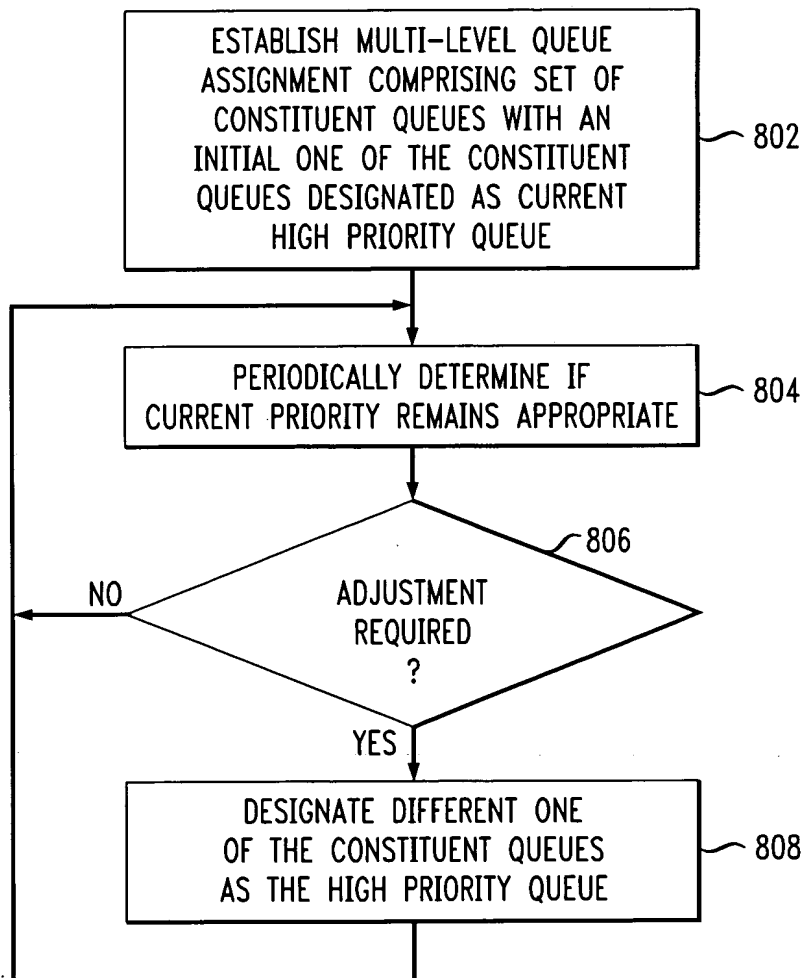 ESTABLISH MULTI-LEVEL QUEUE
ASSIGNMENT COMPRISING SET OF
CONSTITUENT QUEUES WITH AN
INITIAL ONE OF THE CONSTITUENT
QUEUES DESIGNATED AS CURRENT
HIGH PRIORITY QUEUE
802
PERIODICALLY DETERMINE IF
CURRENT PRIORITY REMAINS APPROPRIATE
804
806
ADJUSTMENT
REQUIRED
?
NO
YES
DESIGNATE DIFFERENT ONE
OF THE CONSTITUENT QUEUES
AS THE HIGH PRIORITY QUEUE
808